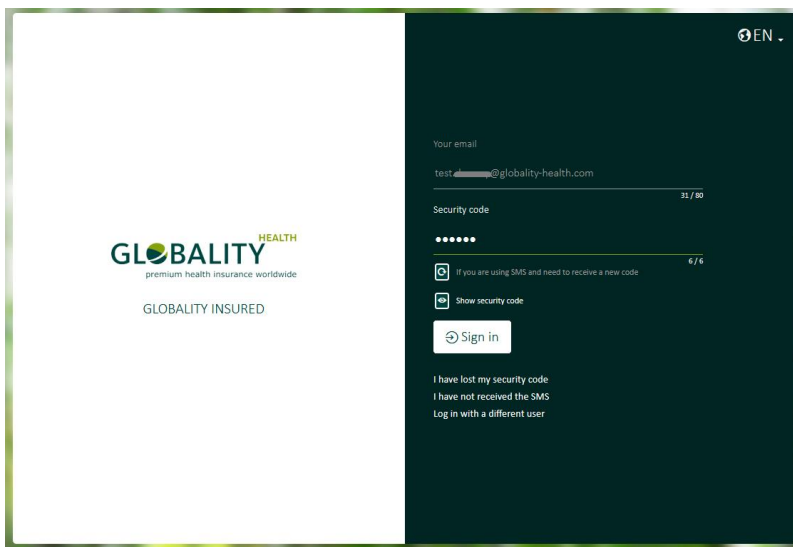 EN
Your email
test.@globality-health.com
31 / 80
Security code
••••••
6 / 6
If you are using SMS and need to receive a new code
Show security code
Sign in
I have lost my security code
I have not received the SMS
Log in with a different user
GLOBALITY HEALTH
premium health insurance worldwide
GLOBALITY INSURED